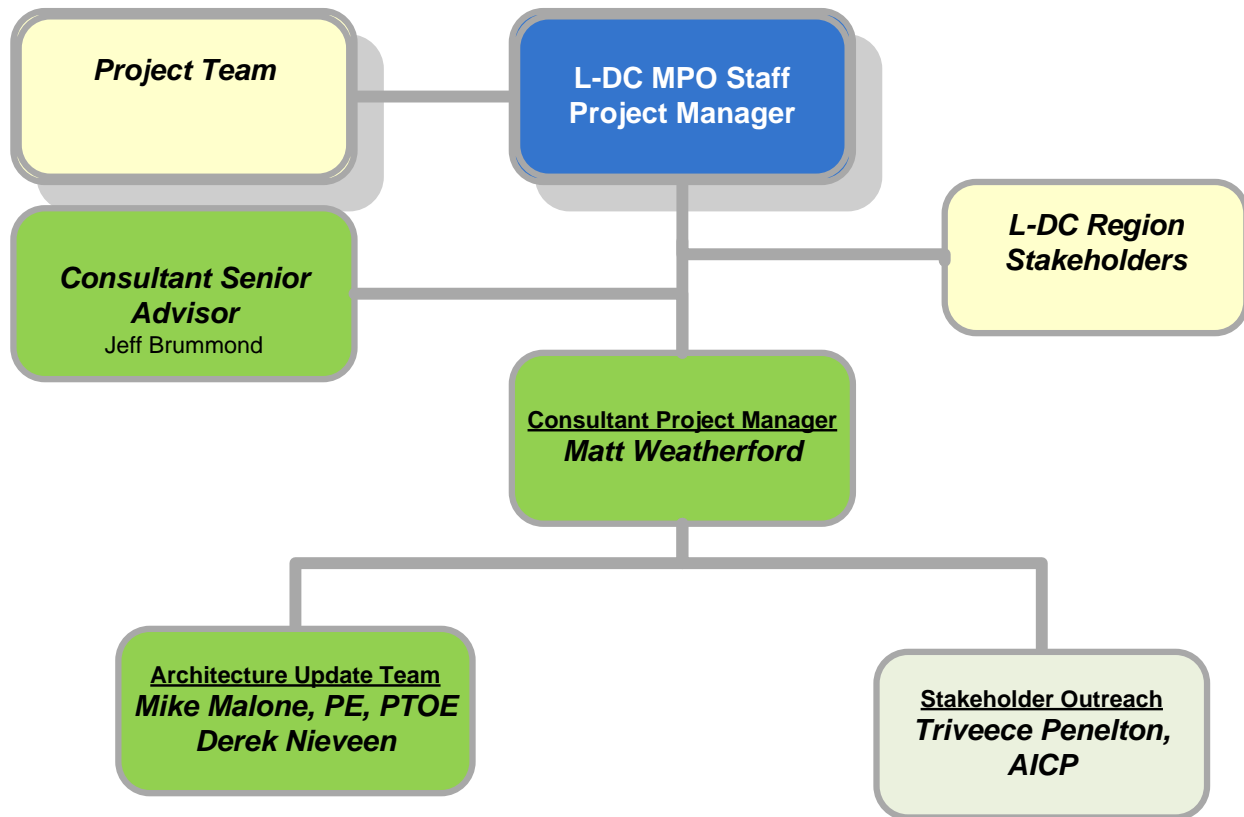 Project Team
L-DC MPO Staff
Project Manager
L-DC Region
Stakeholders
Consultant Senior
Advisor
Jeff Brummond
Consultant Project Manager
Matt Weatherford
Architecture Update Team
Mike Malone, PE, PTOE
Derek Nieveen
Stakeholder Outreach
Triveece Penelton,
AICP